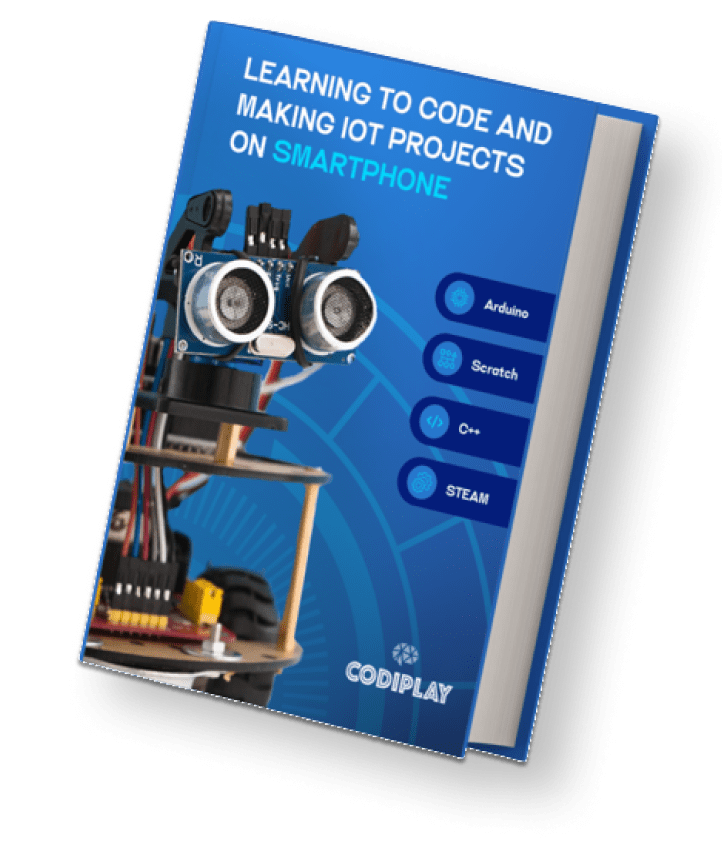 LEARNING TO CODE AND
MAKING IOT PROJECTS
ON SMARTPHONE
Arduino
Scratch
C++
STEAM
CODIPLAY